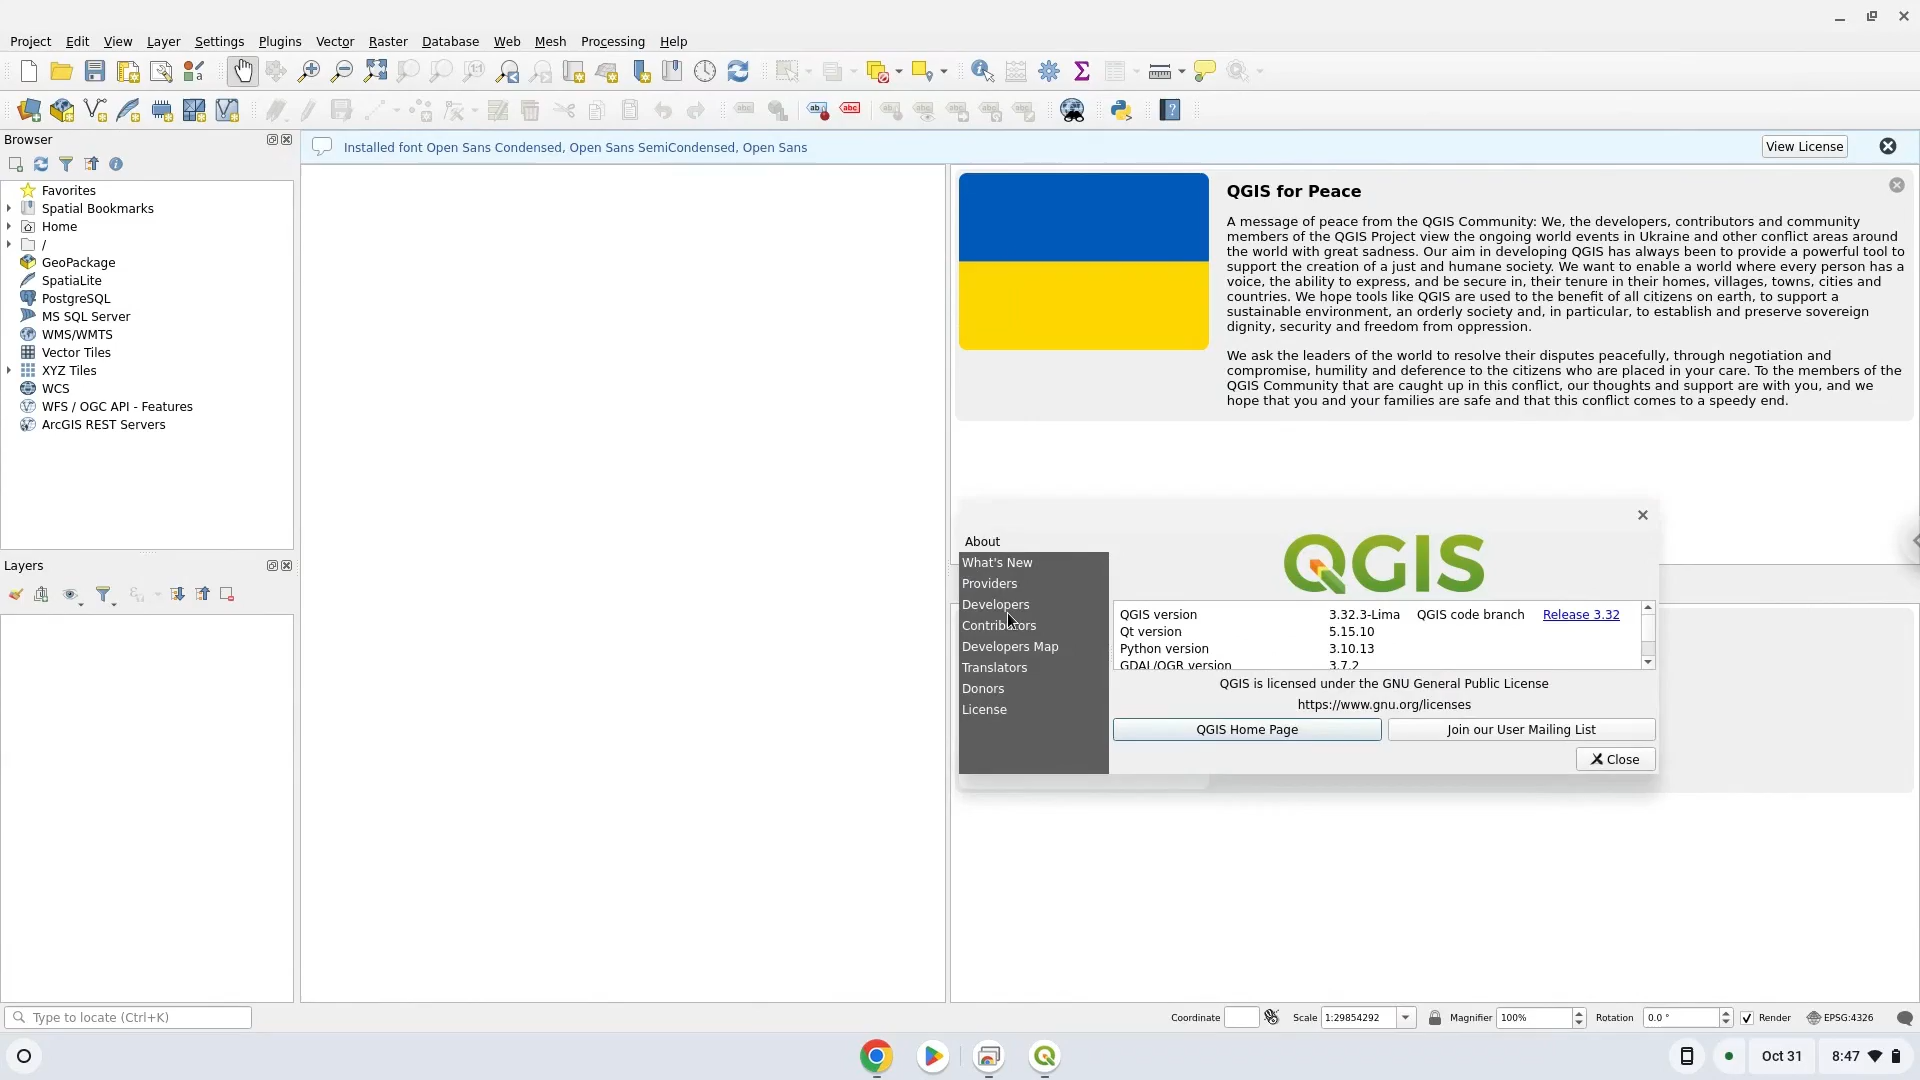 Project Edit View Layer Settings Plugins Vector Raster Database Web Mesh Processing Help
Browser
Favorites
Spatial Bookmarks
Home
/
GeoPackage
SpatiaLite
PostgreSQL
MS SQL Server
WMS/WMTS
Vector Tiles
XYZ Tiles
WCS
WFS / OGC API - Features
ArcGIS REST Servers
Layers
Installed font Open Sans Condensed, Open Sans SemiCondensed, Open Sans
View License
QGIS for Peace
A message of peace from the QGIS Community: We, the developers, contributors and community
members of the QGIS Project view the ongoing world events in Ukraine and other conflict areas around
the world with great sadness. Our aim in developing QGIS has always been to provide a powerful tool to
support the creation of a just and humane society. We want to enable a world where every person has a
voice, the ability to express, and be secure in, their tenure in their homes, villages, towns, cities and
countries. We hope tools like QGIS are used to the benefit of all citizens on earth, to support a
sustainable environment, an orderly society and, in particular, to establish and preserve sovereign
dignity, security and freedom from oppression.
We ask the leaders of the world to resolve their disputes peacefully, through negotiation and
compromise, humility and deference to the citizens who are placed in your care. To the members of the
QGIS Community that are caught up in this conflict, our thoughts and support are with you, and we
hope that you and your families are safe and that this conflict comes to a speedy end.
About
What's New
Providers
Developers
Contributors
Developers Map
Translators
Donors
License
QGIS
QGIS version 3.32.3-Lima QGIS code branch Release 3.32
Qt version 5.15.10
Python version 3.10.13
GDAL/OGR version 3.7.2
QGIS is licensed under the GNU General Public License
https://www.gnu.org/licenses
QGIS Home Page
Join our User Mailing List
Close
Type to locate (Ctrl+K)
Coordinate Scale 1:29854292 Magnifier 100% Rotation 0.0 ° Render EPSG:4326
Oct 31 8:47